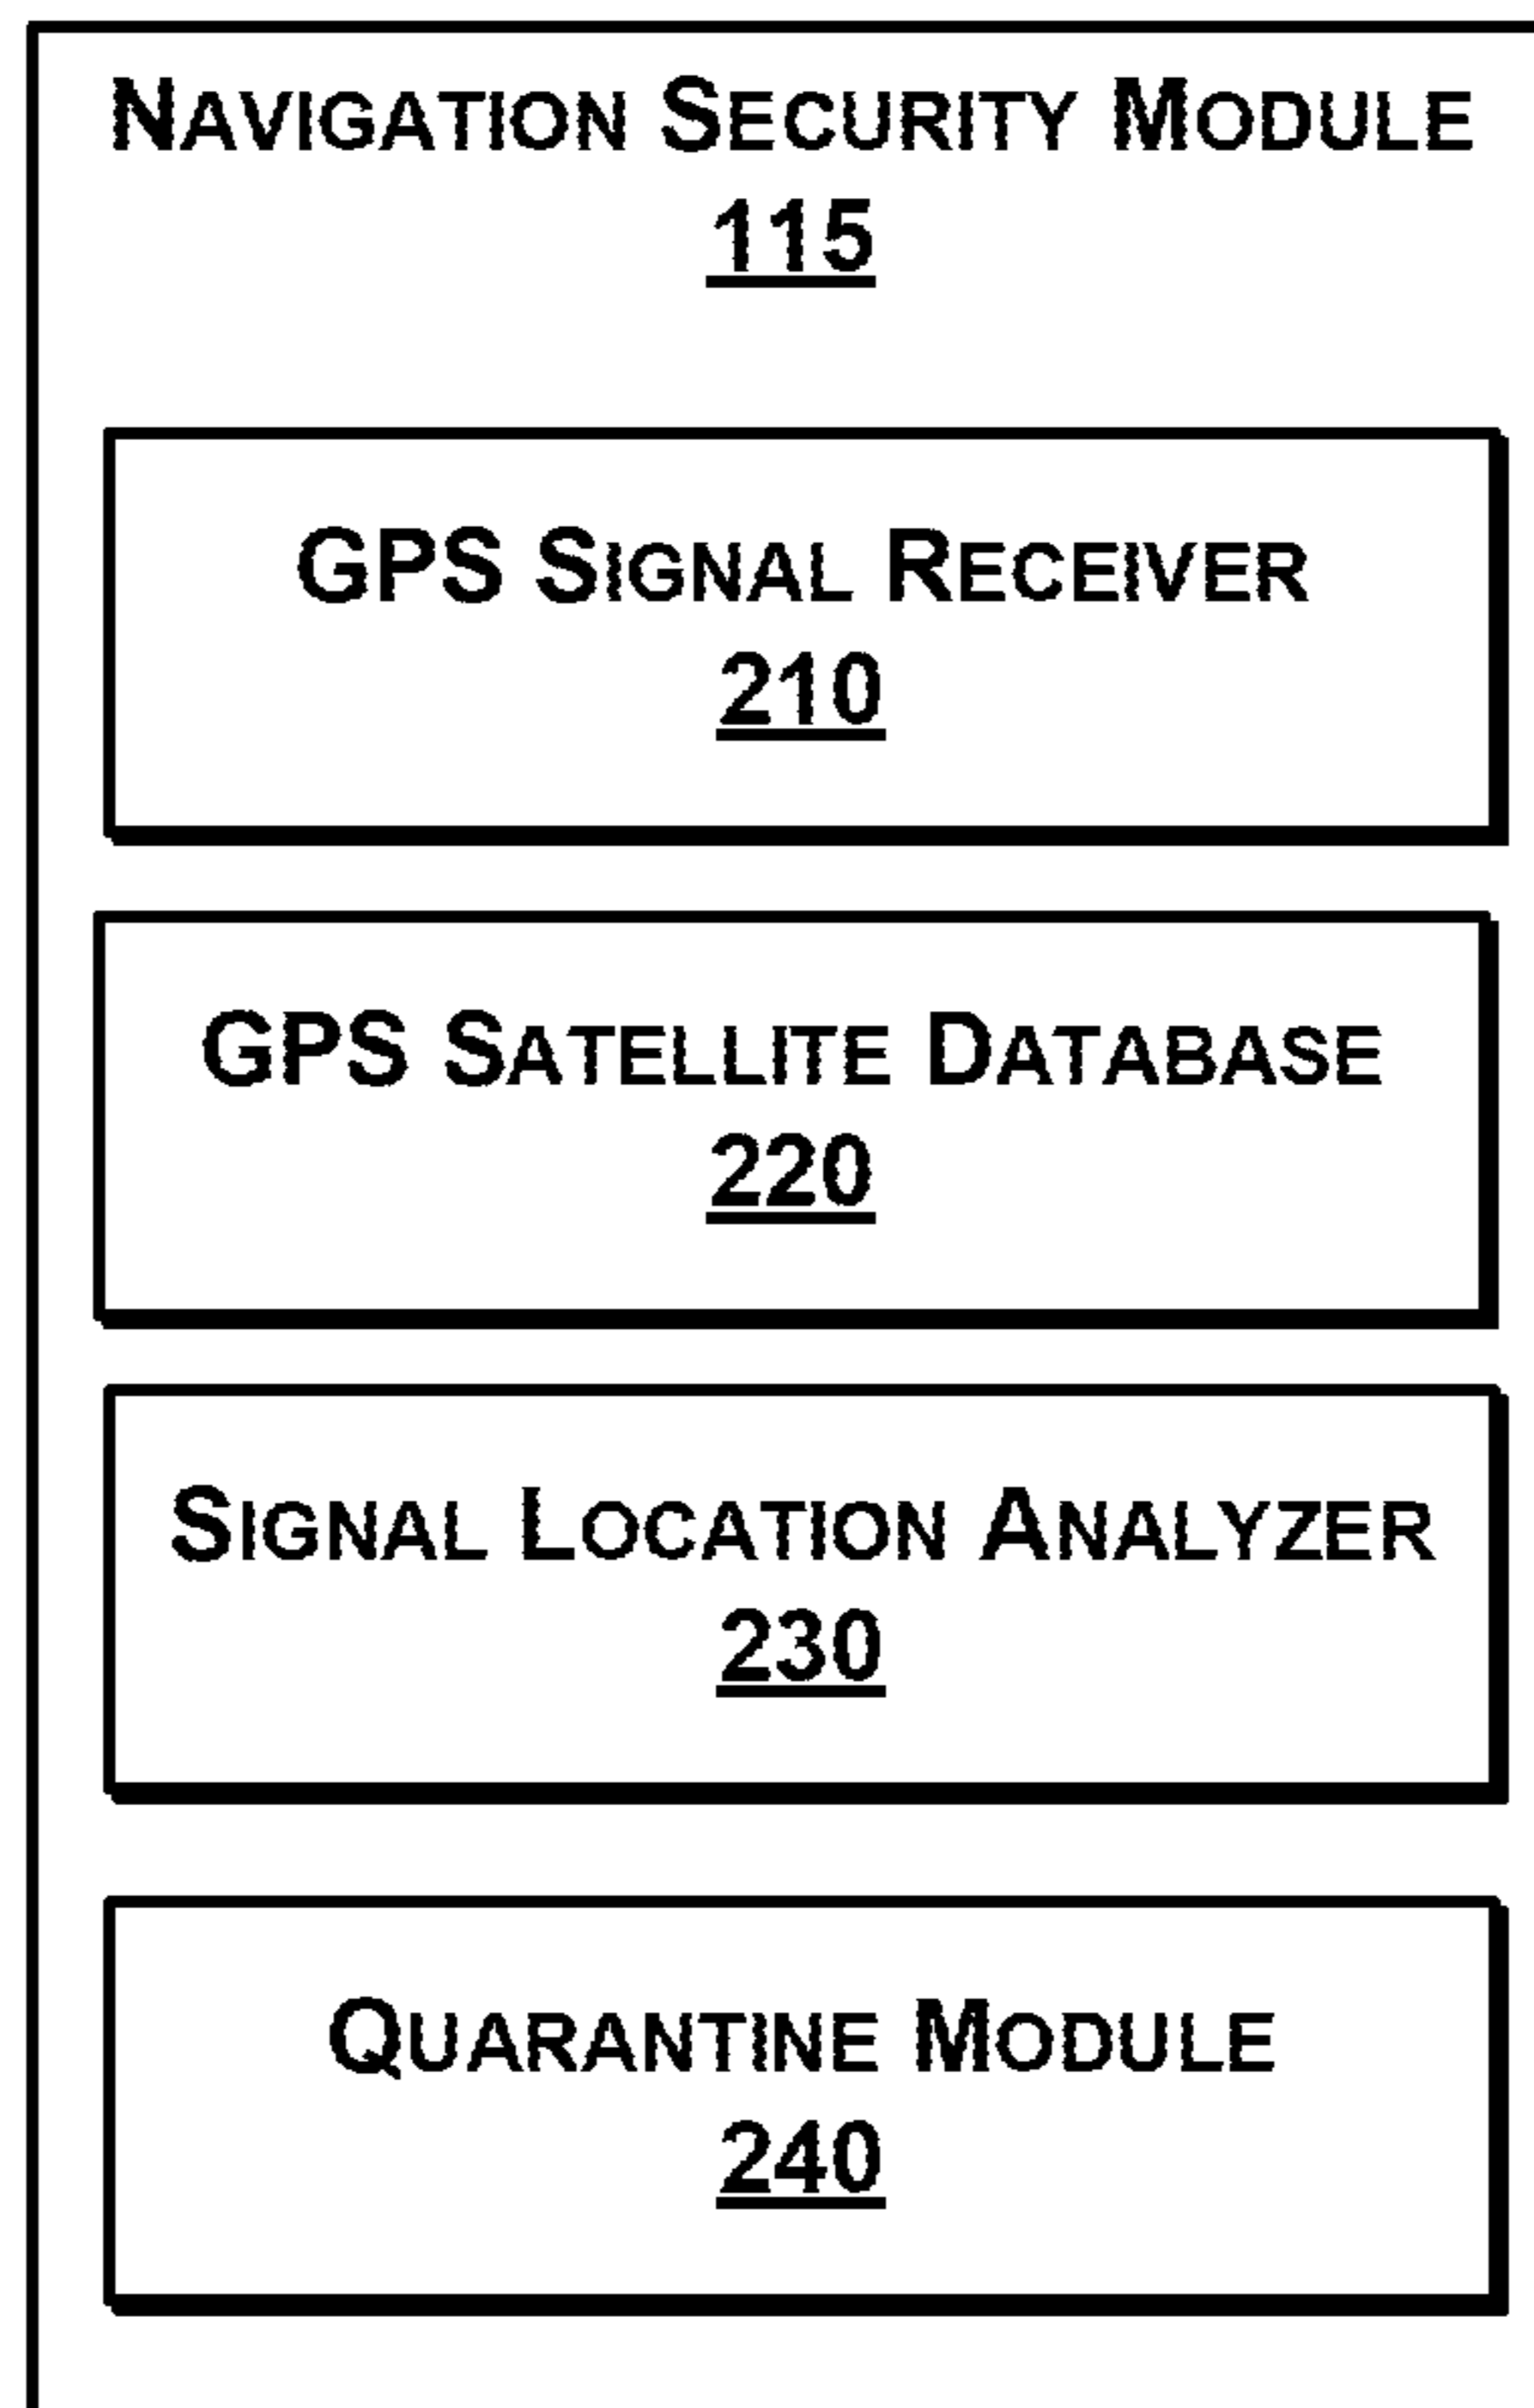 NAVIGATION SECURITY MODULE
115
GPS SIGNAL RECEIVER
210
GPS SATELLITE DATABASE
220
SIGNAL LOCATION ANALYZER
230
QUARANTINE MODULE
240